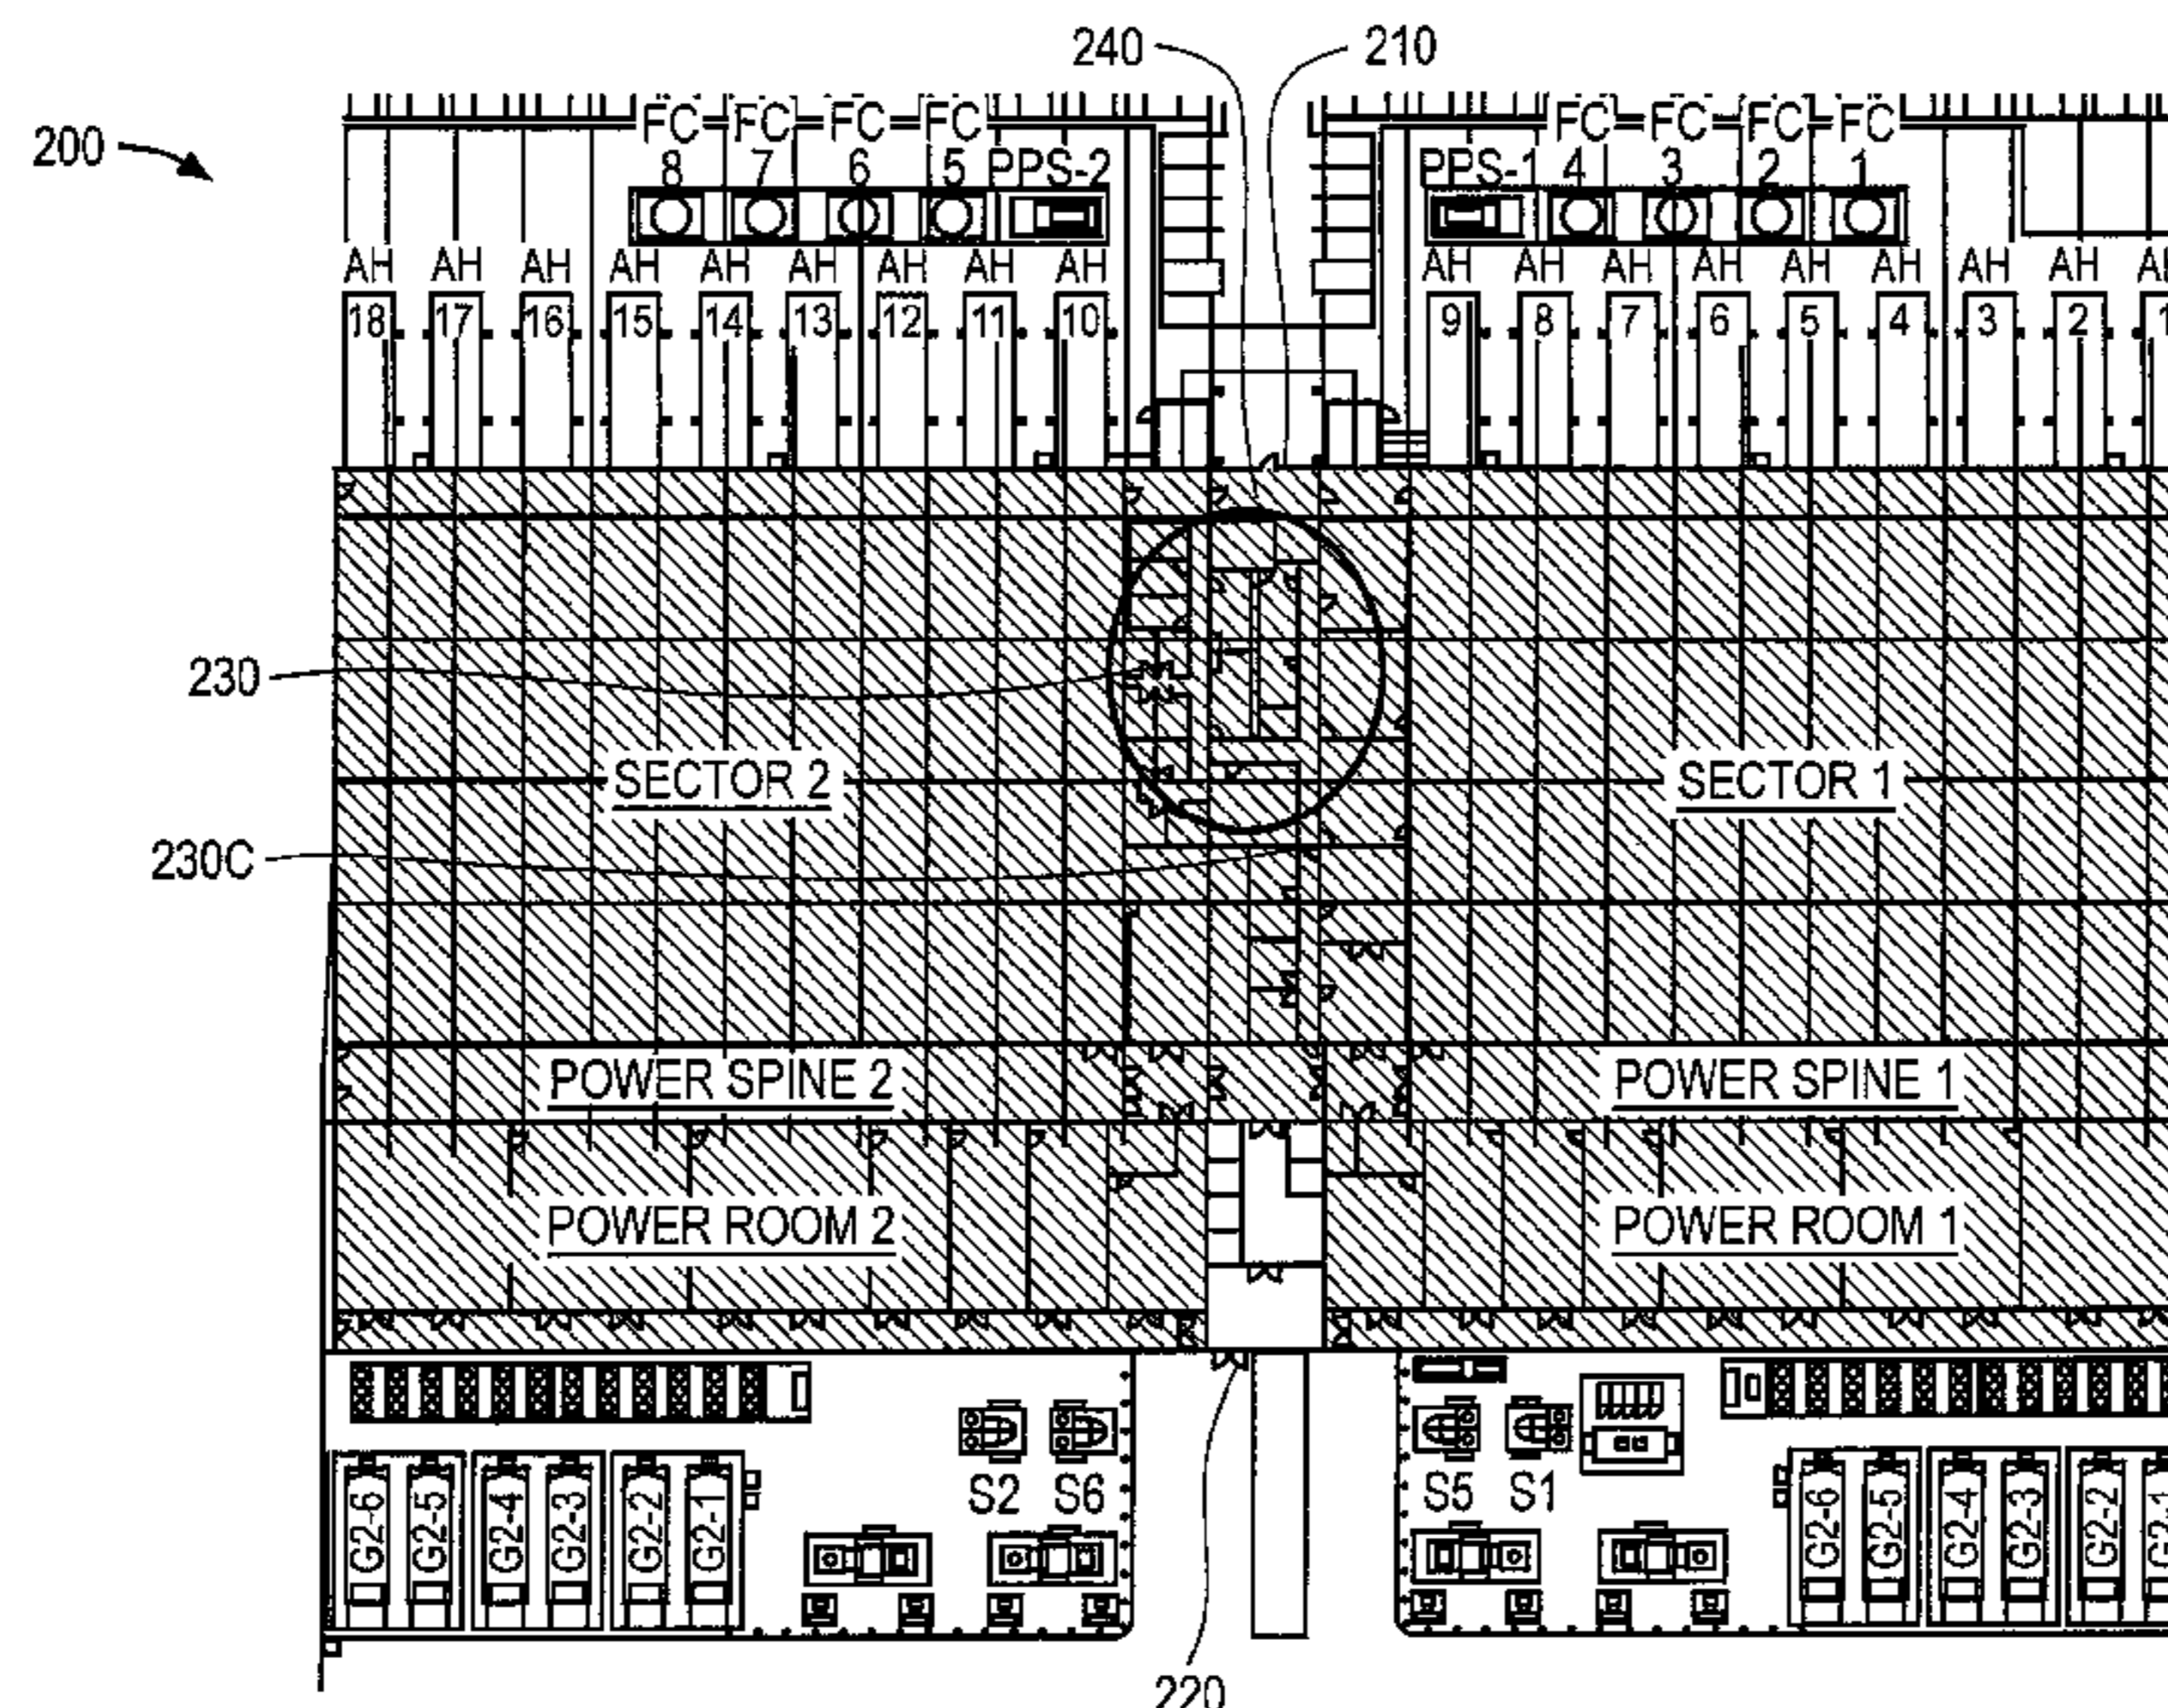 240 210
200
FC FC FC FC FC FC FC FC
8 7 6 5 PPS-2 PPS-1 4 3 2 1
AH AH AH AH AH AH AH AH AH AH AH AH AH AH AH AH AH
18 17 16 15 14 13 12 11 10 9 8 7 6 5 4 3 2 1
230
SECTOR 2 SECTOR 1
230C
POWER SPINE 2 POWER SPINE 1
POWER ROOM 2 POWER ROOM 1
S2 S6 S5 S1
G2-6 G2-5 G2-4 G2-3 G2-2 G2-1 G2-6 G2-5 G2-4 G2-3 G2-2
220